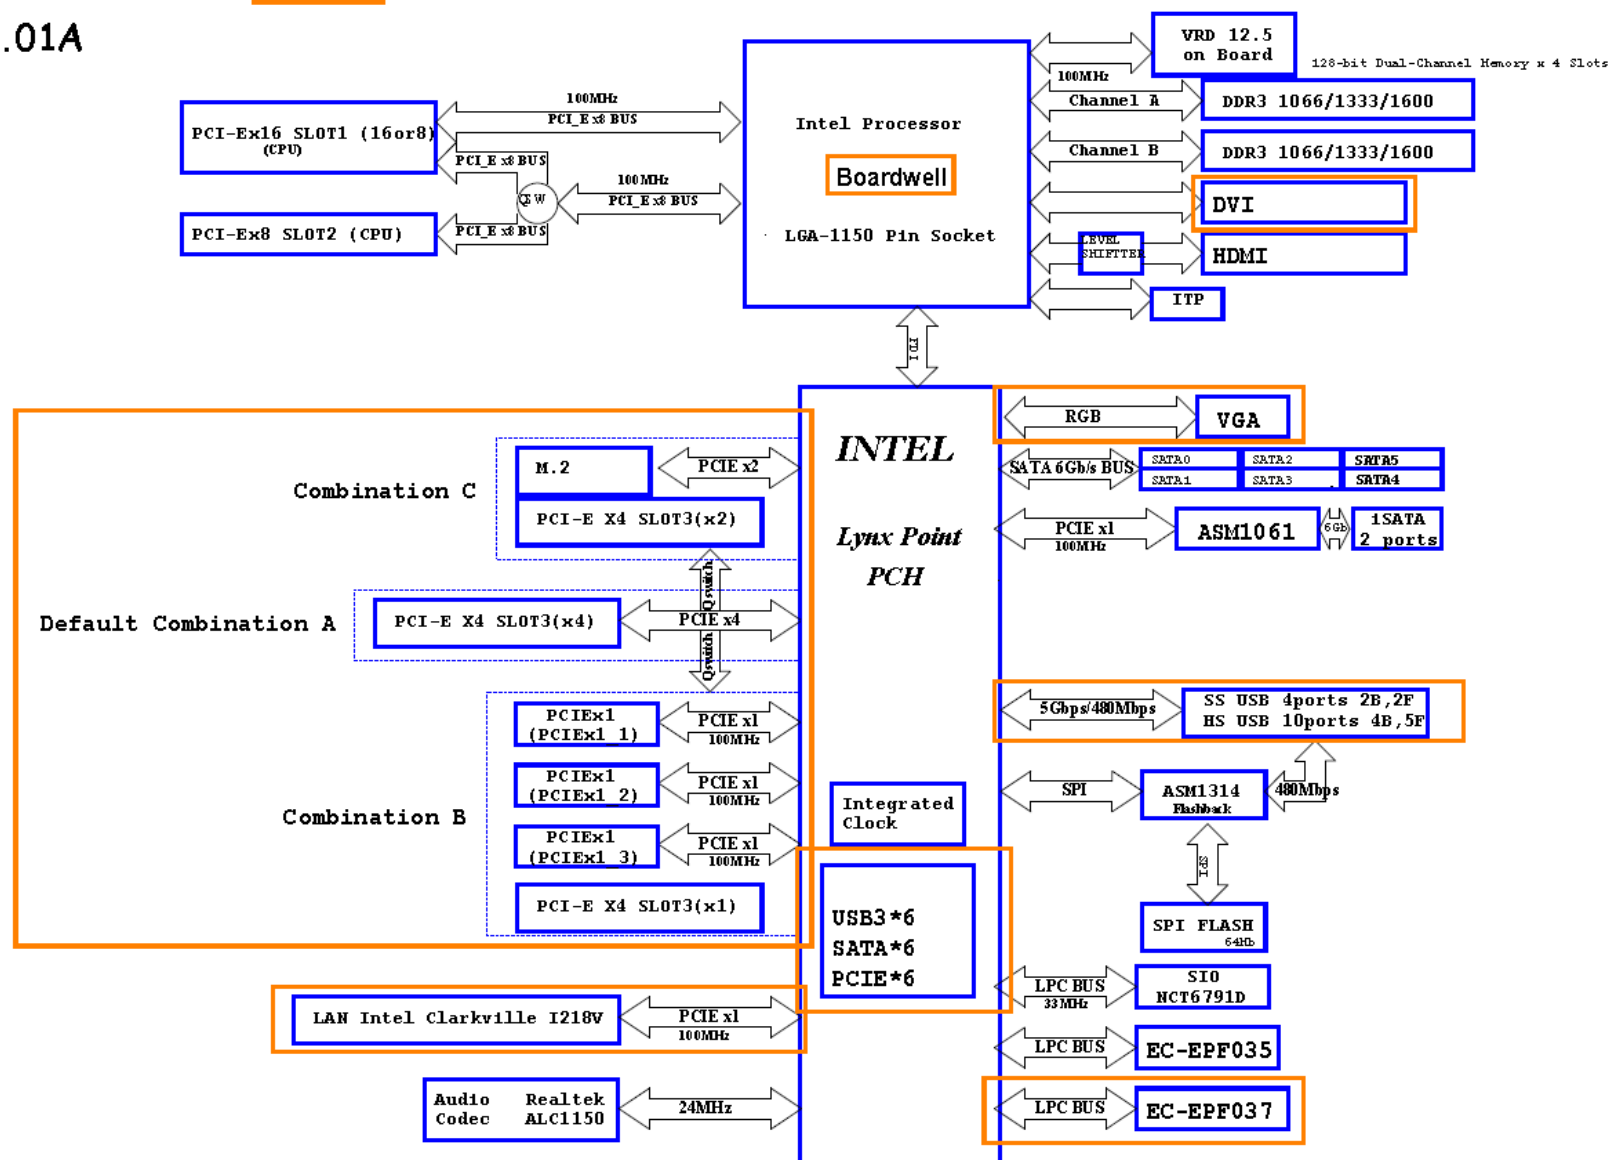 .01A
VRD 12.5
on Board
128-bit Dual-Channel Memory x 4 Slots
100MHz
Channel A
DDR3 1066/1333/1600
Channel B
DDR3 1066/1333/1600
DVI
LEVEL
SHIFTTER
HDMI
ITP
Intel Processor
Boardwell
LGA-1150 Pin Socket
PCI-Ex16 SLOT1 (16or8)
(CPU)
100MHz
PCI_E x8 BUS
PCI_E x8 BUS
QSW
100MHz
PCI_E x8 BUS
PCI-Ex8 SLOT2 (CPU)
PCI_E x8 BUS
FDI
INTEL
Lynx Point
PCH
RGB
VGA
SATA 6Gb/s BUS
SATA0 SATA2 SATA5
SATA1 SATA3 SATA4
PCIE x1
100MHz
ASM1061
6Gb
iSATA
2 ports
Combination C
M.2
PCIE x2
PCI-E X4 SLOT3(x2)
Qswitch
Default Combination A
PCI-E X4 SLOT3(x4)
PCIE x4
Qswitch
Combination B
PCIEx1
(PCIEx1_1)
PCIE x1
100MHz
PCIEx1
(PCIEx1_2)
PCIE x1
100MHz
PCIEx1
(PCIEx1_3)
PCIE x1
100MHz
PCI-E X4 SLOT3(x1)
5Gbps/480Mbps
SS USB 4ports 2B,2F
HS USB 10ports 4B,5F
SPI
ASM1314
Flashback
480Mbps
SPI
SPI FLASH
64Mb
Integrated
Clock
USB3*6
SATA*6
PCIE*6
LPC BUS
33MHz
SIO
NCT6791D
LPC BUS
EC-EPF035
LPC BUS
EC-EPF037
LAN Intel Clarkville I218V
PCIE x1
100MHz
Audio Realtek
Codec ALC1150
24MHz